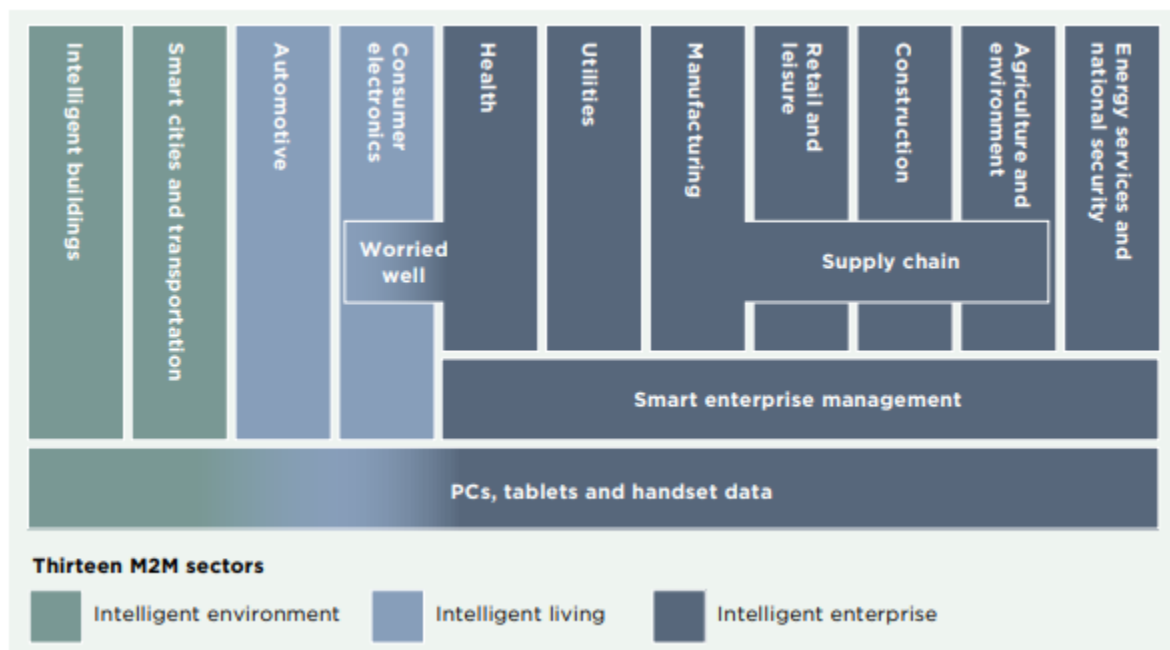 Intelligent buildings
Smart cities and transportation
Automotive
Consumer
electronics
Health
Utilities
Manufacturing
Retail and
leisure
Construction
Agriculture and
environment
Energy services and
national security
Worried
well
Supply chain
Smart enterprise management
PCs, tablets and handset data
Thirteen M2M sectors
Intelligent environment
Intelligent living
Intelligent enterprise